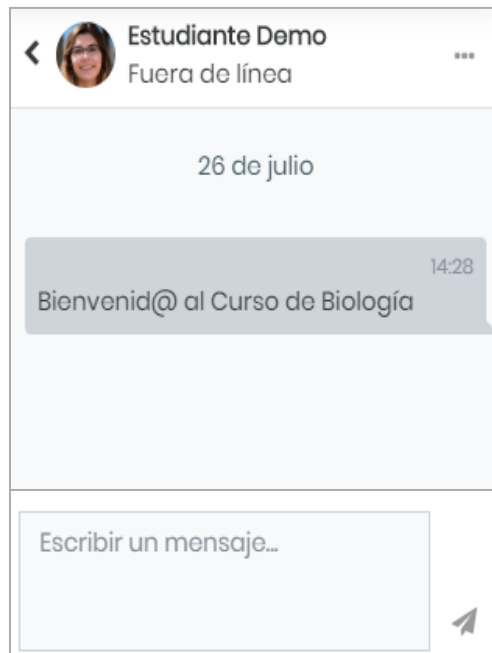 Estudiante Demo
Fuera de línea
26 de julio
14:28
Bienvenid@ al Curso de Biología
Escribir un mensaje...